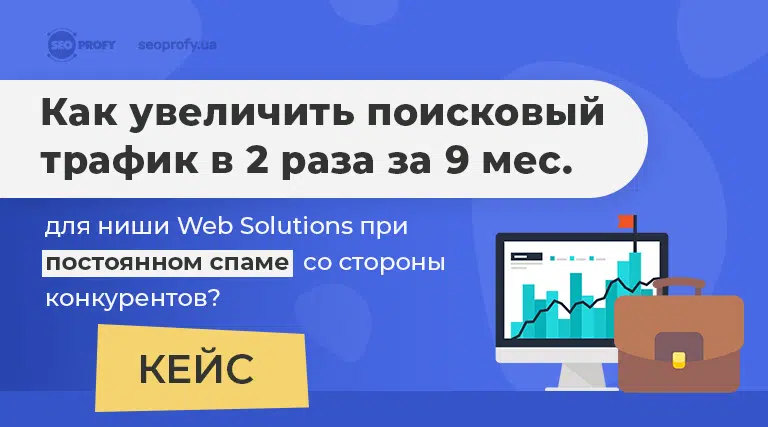 SEO PROFY seoprofy.ua
Как увеличить поисковый
трафик в 2 раза за 9 мес.
для ниши Web Solutions при
постоянном спаме со стороны
конкурентов?
КЕЙС